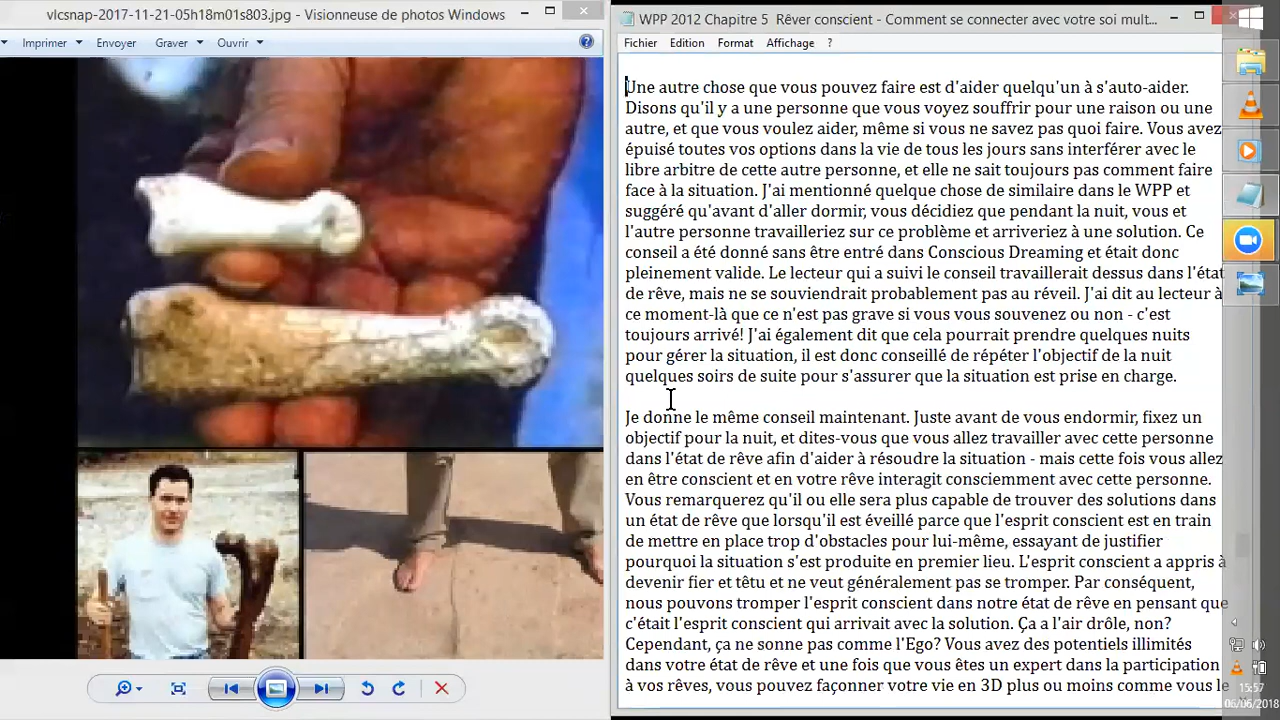 vlcsnap-2017-11-21-05h18m01s803.jpg - Visionneuse de photos Windows
Imprimer Envoyer Graver Ouvrir
WPP 2012 Chapitre 5 Rêver conscient - Comment se connecter avec votre soi mult...
Fichier Edition Format Affichage ?
Une autre chose que vous pouvez faire est d'aider quelqu'un à s'auto-aider.
Disons qu'il y a une personne que vous voyez souffrir pour une raison ou une
autre, et que vous voulez aider, même si vous ne savez pas quoi faire. Vous avez
épuisé toutes vos options dans la vie de tous les jours sans interférer avec le
libre arbitre de cette autre personne, et elle ne sait toujours pas comment faire
face à la situation. J'ai mentionné quelque chose de similaire dans le WPP et
suggéré qu'avant d'aller dormir, vous décidiez que pendant la nuit, vous et
l'autre personne travailleriez sur ce problème et arriveriez à une solution. Ce
conseil a été donné sans être entré dans Conscious Dreaming et était donc
pleinement valide. Le lecteur qui a suivi le conseil travaillerait dessus dans l'état
de rêve, mais ne se souviendrait probablement pas au réveil. J'ai dit au lecteur à
ce moment-là que ce n'est pas grave si vous vous souvenez ou non - c'est
toujours arrivé! J'ai également dit que cela pourrait prendre quelques nuits
pour gérer la situation, il est donc conseillé de répéter l'objectif de la nuit
quelques soirs de suite pour s'assurer que la situation est prise en charge.
Je donne le même conseil maintenant. Juste avant de vous endormir, fixez un
objectif pour la nuit, et dites-vous que vous allez travailler avec cette personne
dans l'état de rêve afin d'aider à résoudre la situation - mais cette fois vous allez
en être conscient et en votre rêve interagit consciemment avec cette personne.
Vous remarquerez qu'il ou elle sera plus capable de trouver des solutions dans
un état de rêve que lorsqu'il est éveillé parce que l'esprit conscient est en train
de mettre en place trop d'obstacles pour lui-même, essayant de justifier
pourquoi la situation s'est produite en premier lieu. L'esprit conscient a appris à
devenir fier et têtu et ne veut généralement pas se tromper. Par conséquent,
nous pouvons tromper l'esprit conscient dans notre état de rêve en pensant que
c'était l'esprit conscient qui arrivait avec la solution. Ça a l'air drôle, non?
Cependant, ça ne sonne pas comme l'Ego? Vous avez des potentiels illimités
dans votre état de rêve et une fois que vous êtes un expert dans la participation
à vos rêves, vous pouvez façonner votre vie en 3D plus ou moins comme vous le
15:57
06/06/2018